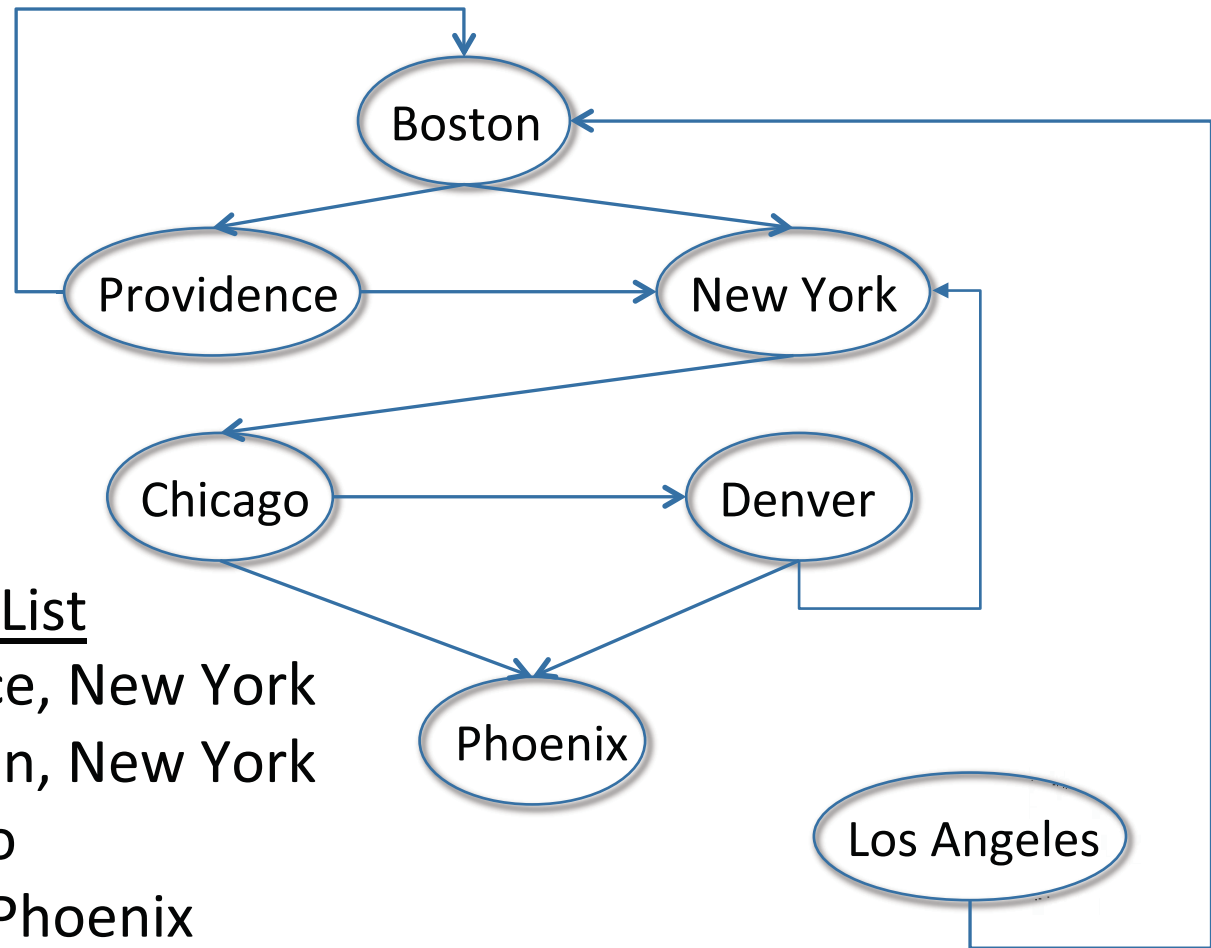 Boston
Providence
New York
Chicago
Denver
List
ce, New York
Phoenix
n, New York
Los Angeles
o
Phoenix